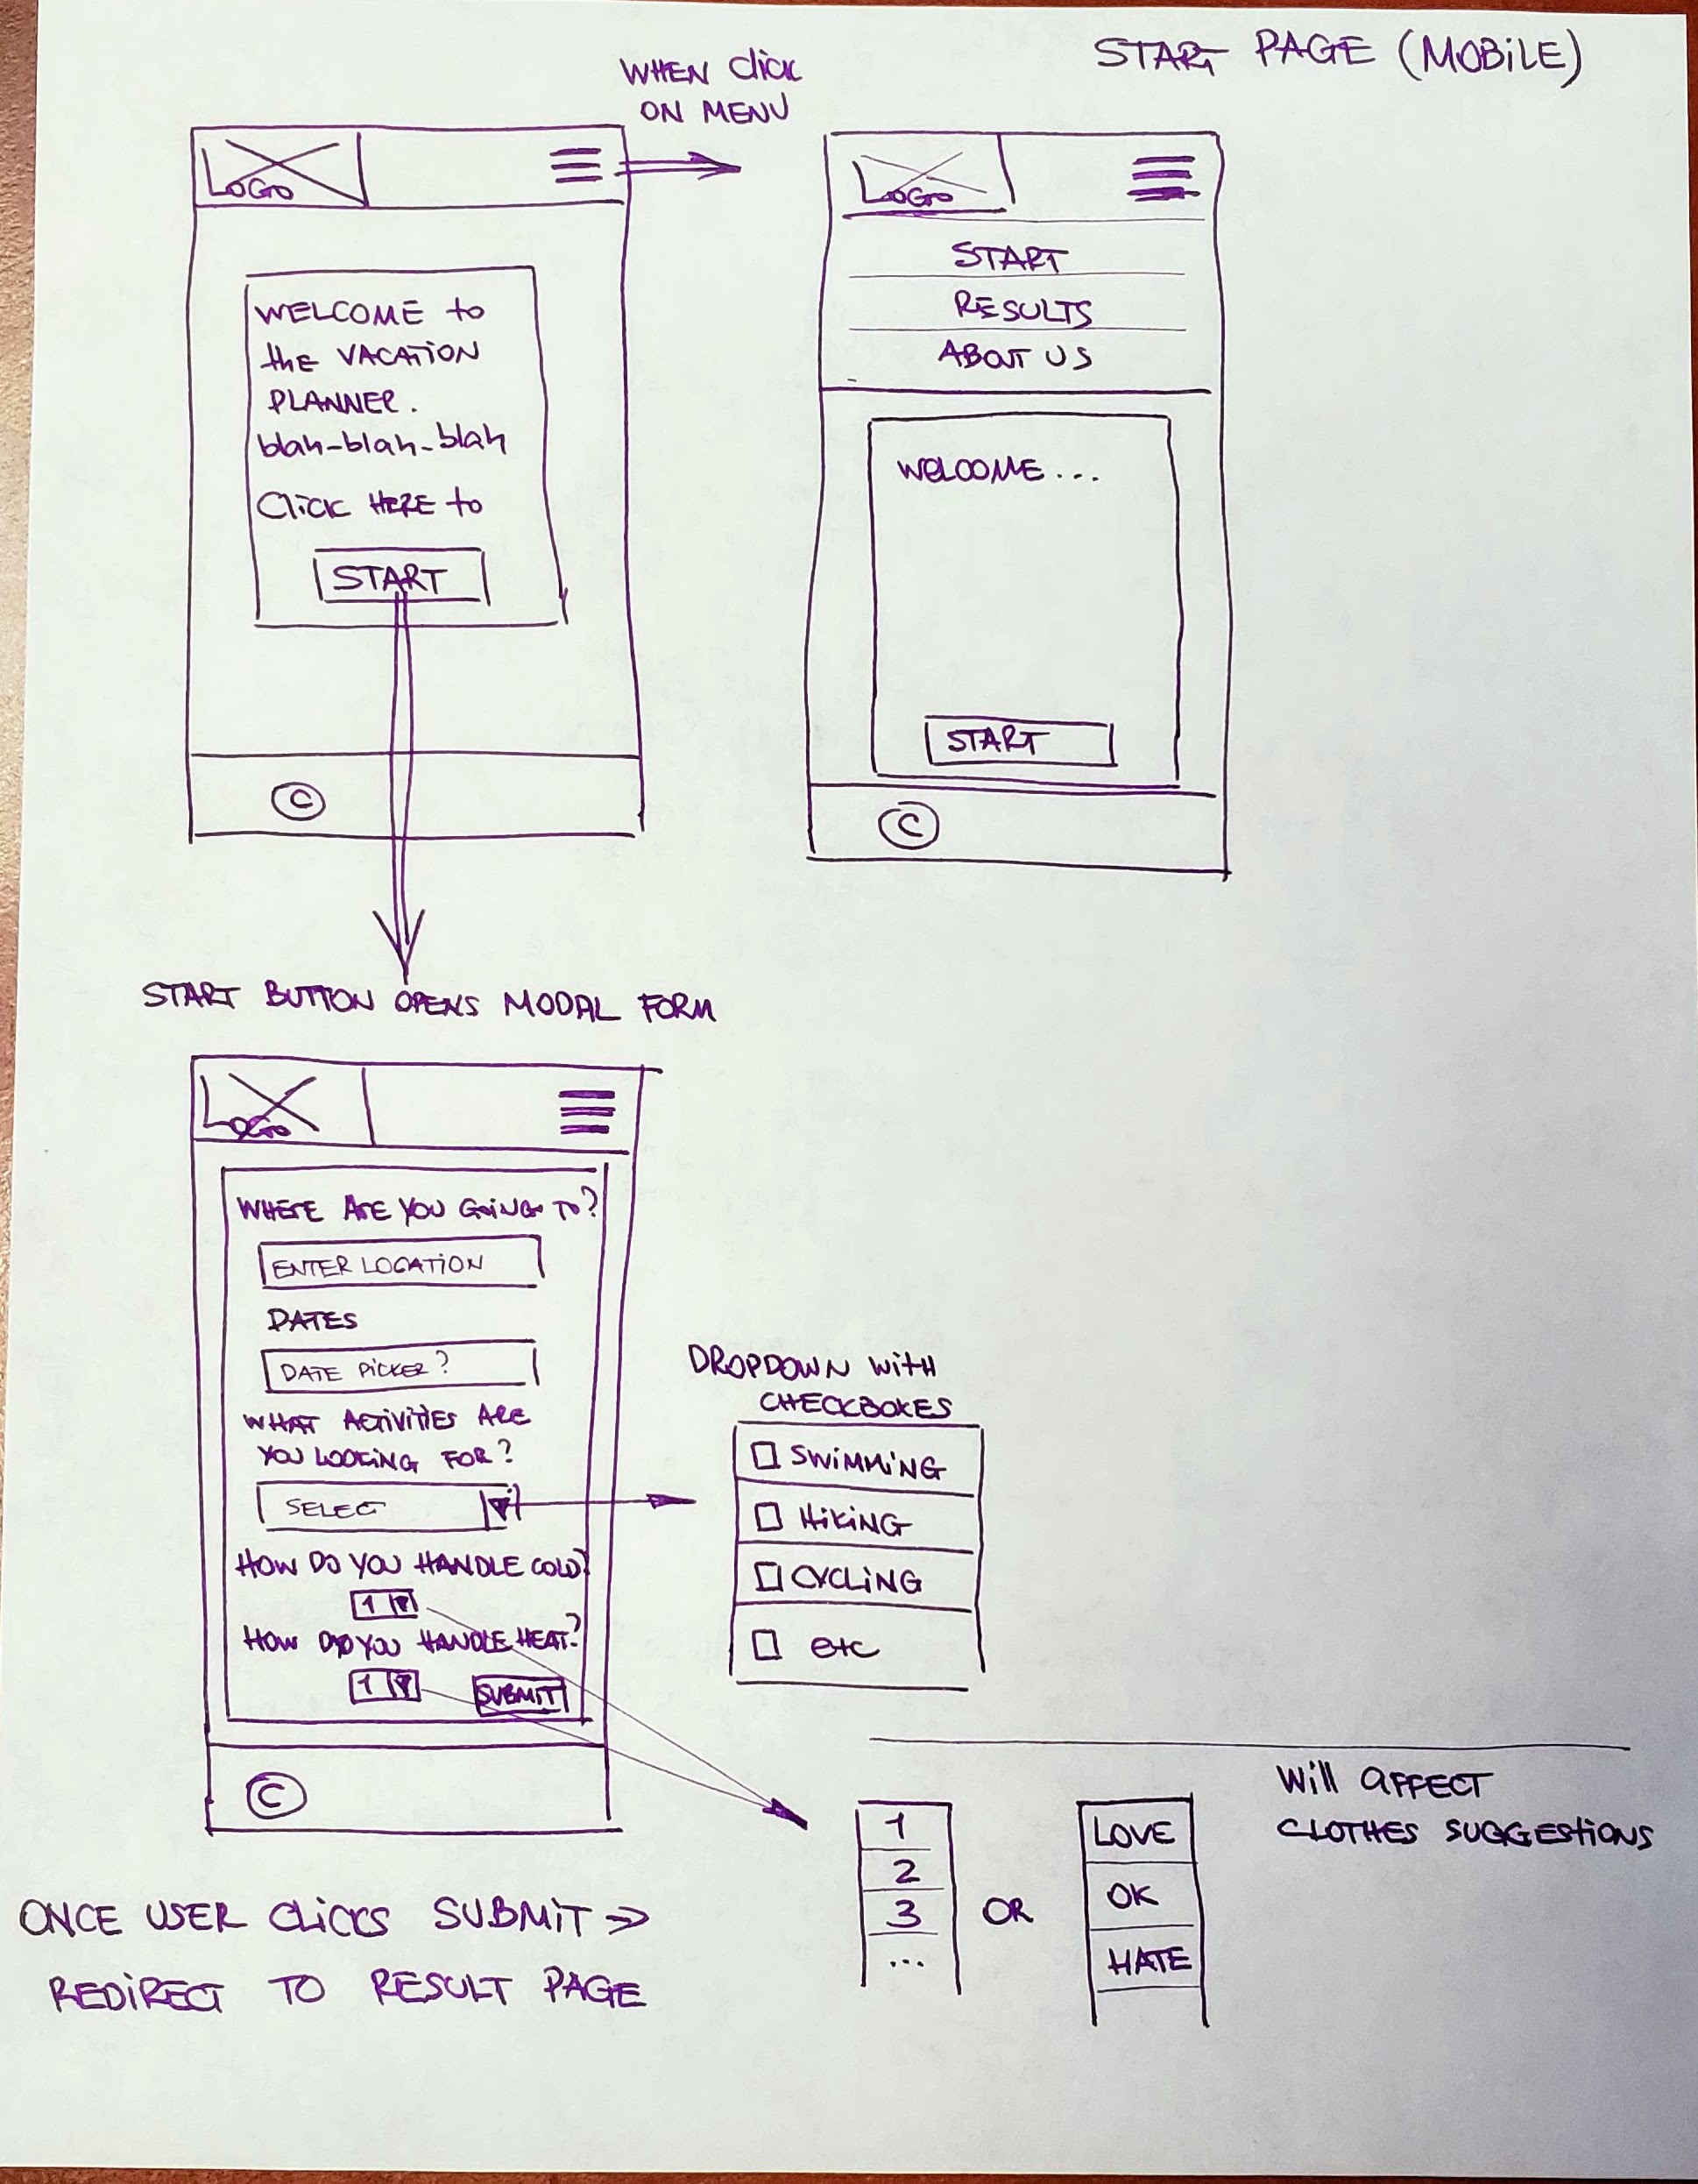 START PAGE (MOBILE)
WHEN click
ON MENU
LOGO
WELCOME to
the VACATION
PLANNER.
blah-blah-blah
Click HERE to
START
©
LOGO
START
RESULTS
ABOUT US
WELCOME...
START
©
START BUTTON OPENS MODAL FORM
LOGO
WHERE ARE YOU GOING TO?
ENTER LOCATION
DATES
DATE PICKER?
WHAT ACTIVITIES ARE
YOU LOOKING FOR?
SELECT
HOW DO YOU HANDLE COLD?
1
HOW DO YOU HANDLE HEAT?
1
SUBMIT
©
DROPDOWN WITH
CHECKBOXES
SWIMMING
HIKING
CYCLING
etc
1
2
3
...
OR
LOVE
OK
HATE
Will AFFECT
CLOTHES SUGGESTIONS
ONCE USER CLICKS SUBMIT ⇒
REDIRECT TO RESULT PAGE